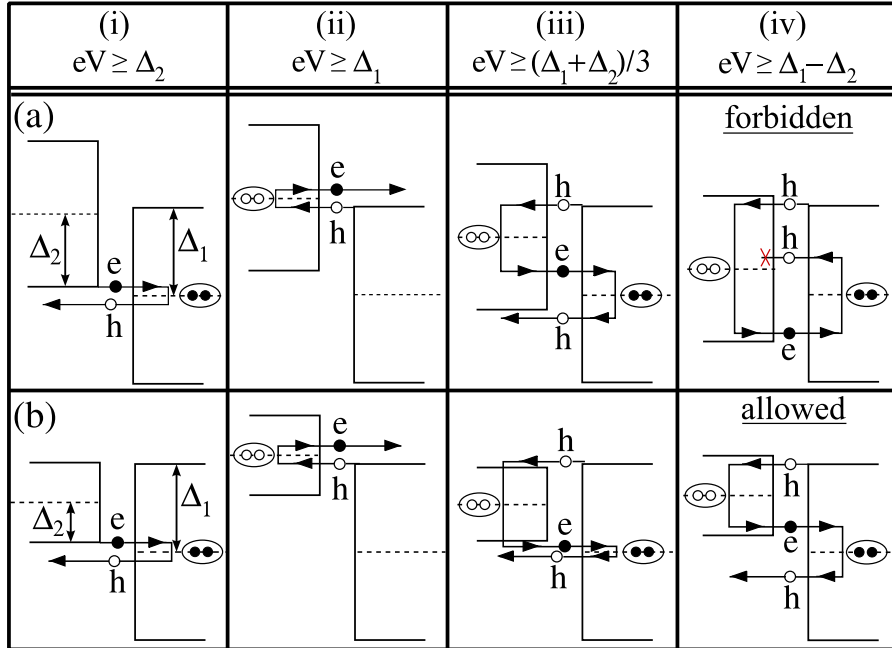 (i) (ii) (iii) (iv)
eV ≥ Δ₂ eV ≥ Δ₁ eV ≥ (Δ₁+Δ₂)/3 eV ≥ Δ₁−Δ₂
(a) forbidden
e h h
Δ₂ e Δ₁ h e h
h h e
(b) allowed
e h h
Δ₂ e Δ₁ h e e
h h h